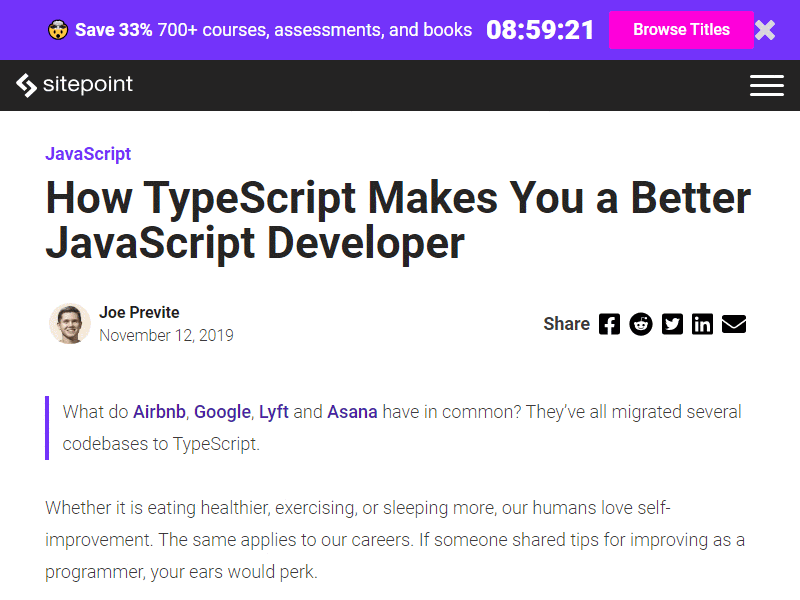 Save 33% 700+ courses, assessments, and books 08:59:21 Browse Titles
sitepoint
JavaScript
How TypeScript Makes You a Better
JavaScript Developer
Joe Previte
November 12, 2019
Share
What do Airbnb, Google, Lyft and Asana have in common? They’ve all migrated several
codebases to TypeScript.
Whether it is eating healthier, exercising, or sleeping more, our humans love self-
improvement. The same applies to our careers. If someone shared tips for improving as a
programmer, your ears would perk.